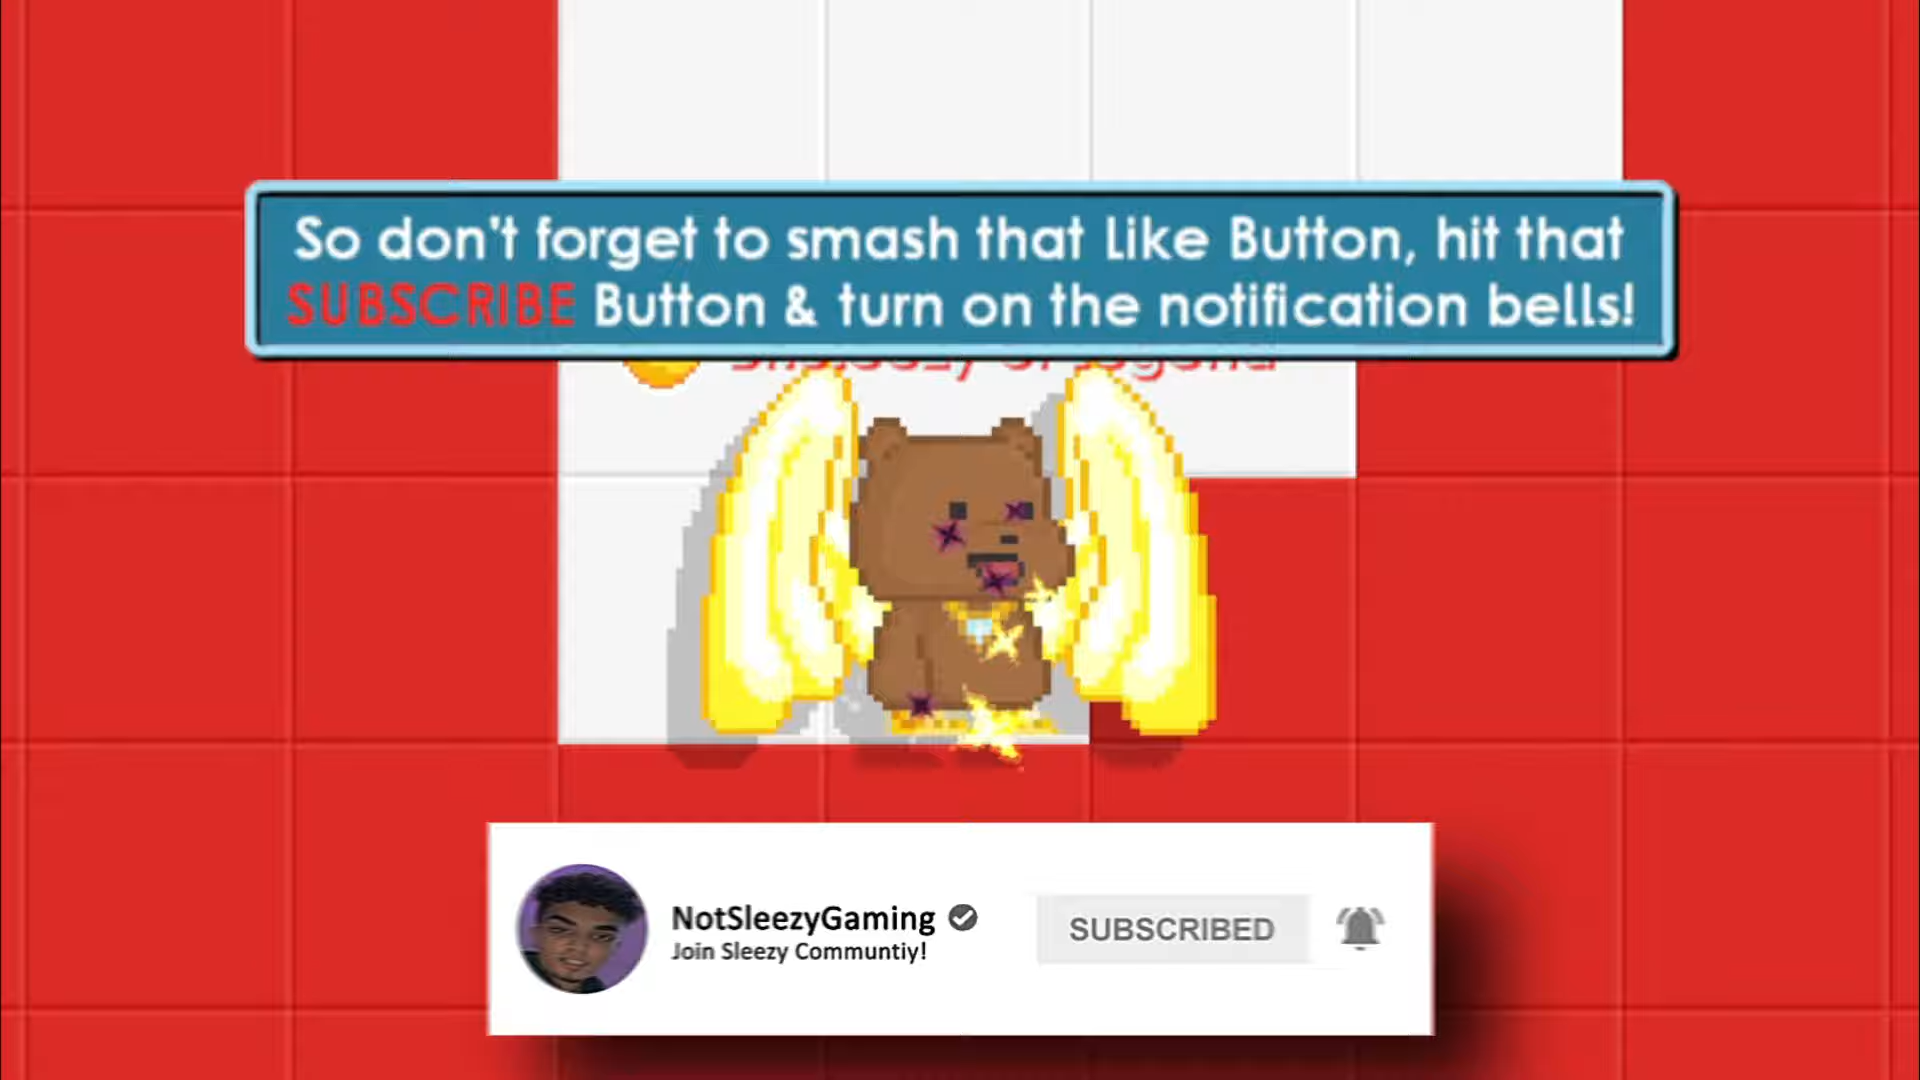 So don't forget to smash that Like Button, hit that
SUBSCRIBE Button & turn on the notification bells!
NotSleezyGaming
Join Sleezy Communtiy!
SUBSCRIBED